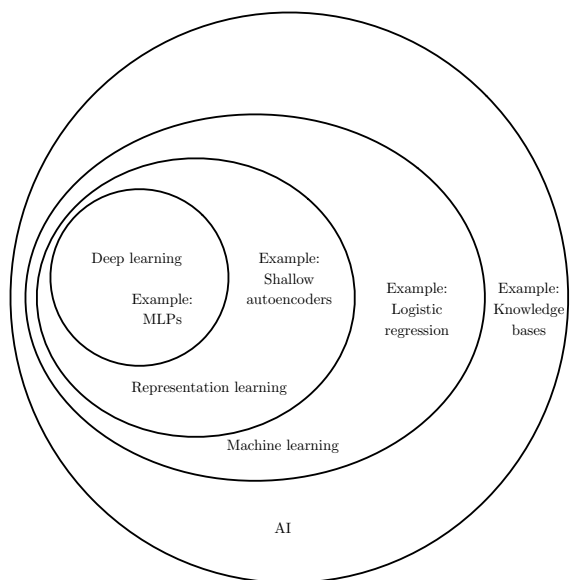 Deep learning
Example:
MLPs
Example:
Shallow
autoencoders
Example:
Logistic
regression
Example:
Knowledge
bases
Representation learning
Machine learning
AI